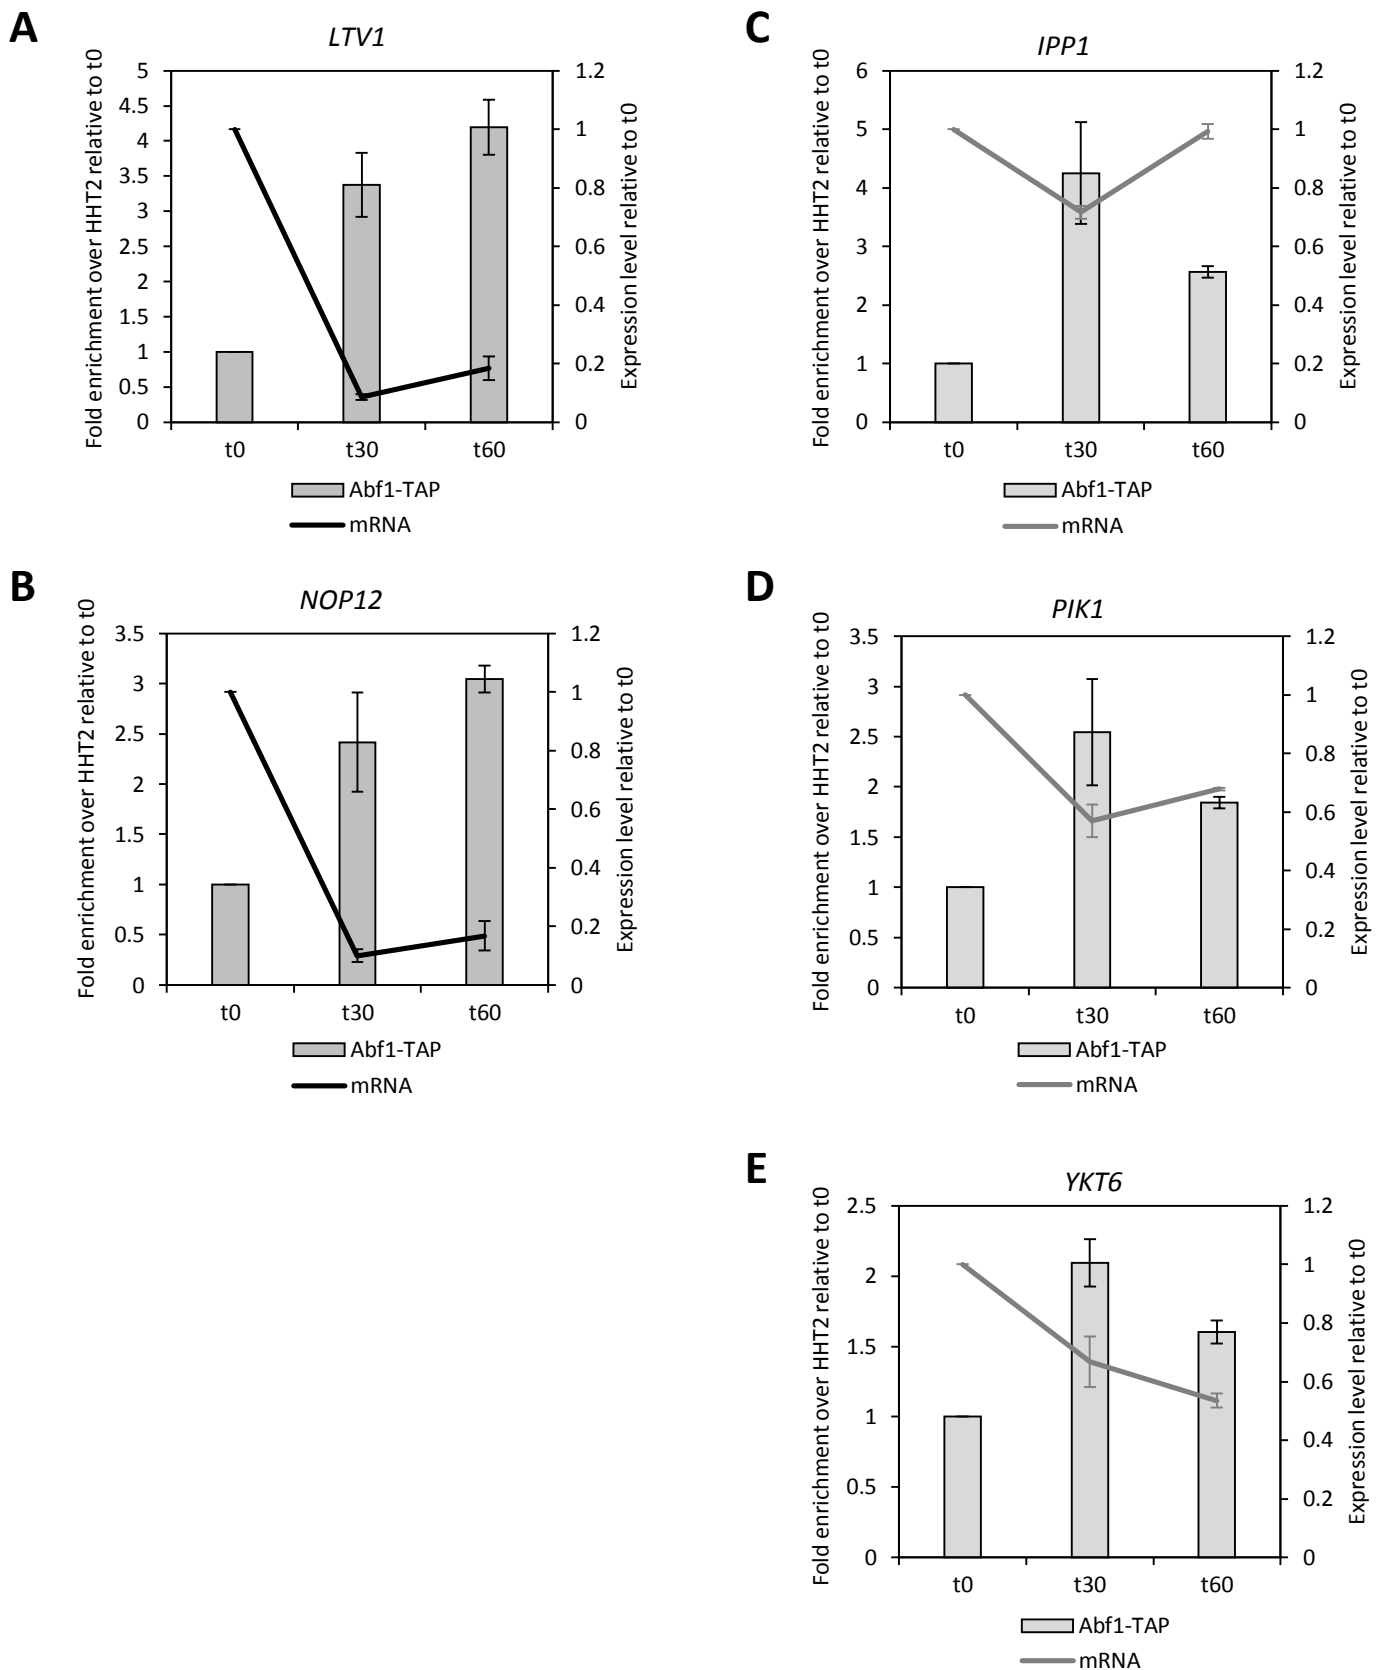 A
LTV1
Fold enrichment over HHT2 relative to t0
5
4.5
4
3.5
3
2.5
2
1.5
1
0.5
0
1.2
1
0.8
0.6
0.4
0.2
0
Expression level relative to t0
t0 t30 t60
Abf1-TAP
mRNA
B
NOP12
Fold enrichment over HHT2 relative to t0
3.5
3
2.5
2
1.5
1
0.5
0
1.2
1
0.8
0.6
0.4
0.2
0
Expression level relative to t0
t0 t30 t60
Abf1-TAP
mRNA
C
IPP1
Fold enrichment over HHT2 relative to t0
6
5
4
3
2
1
0
1.2
1
0.8
0.6
0.4
0.2
0
Expression level relative to t0
t0 t30 t60
Abf1-TAP
mRNA
D
PIK1
Fold enrichment over HHT2 relative to t0
3.5
3
2.5
2
1.5
1
0.5
0
1.2
1
0.8
0.6
0.4
0.2
0
Expression level relative to t0
t0 t30 t60
Abf1-TAP
mRNA
E
YKT6
Fold enrichment over HHT2 relative to t0
2.5
2
1.5
1
0.5
0
1.2
1
0.8
0.6
0.4
0.2
0
Expression level relative to t0
t0 t30 t60
Abf1-TAP
mRNA